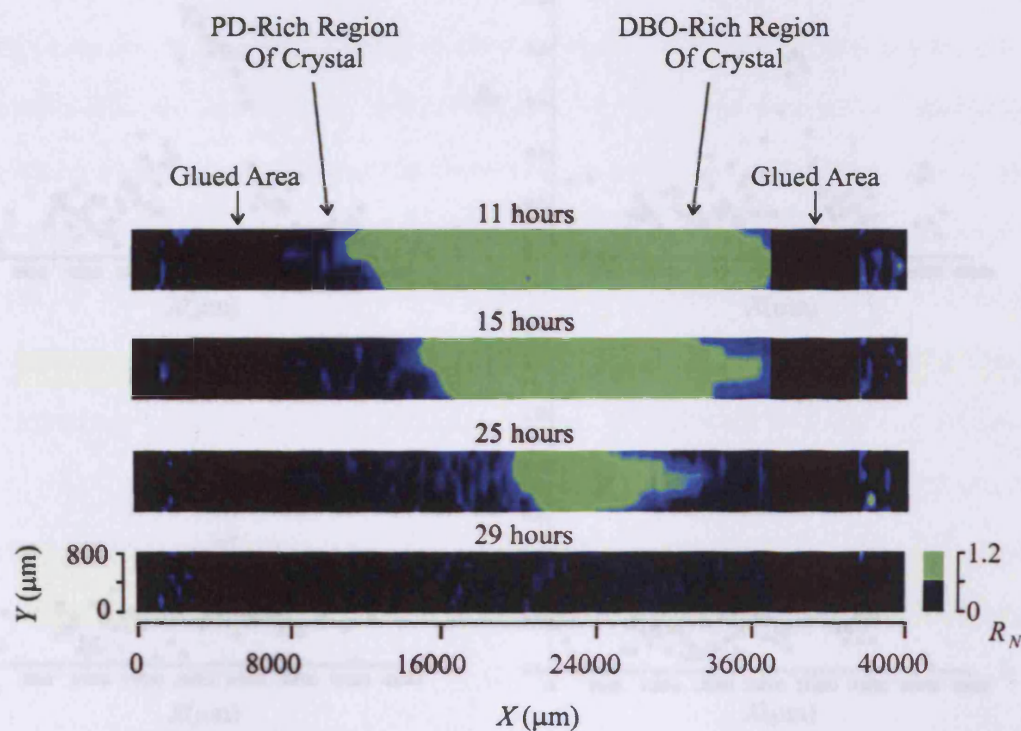 PD-Rich Region
Of Crystal
DBO-Rich Region
Of Crystal
Glued Area
Glued Area
11 hours
15 hours
25 hours
29 hours
Y (μm)
800
0
1.2
0
R_N
0
8000
16000
24000
36000
40000
X (μm)